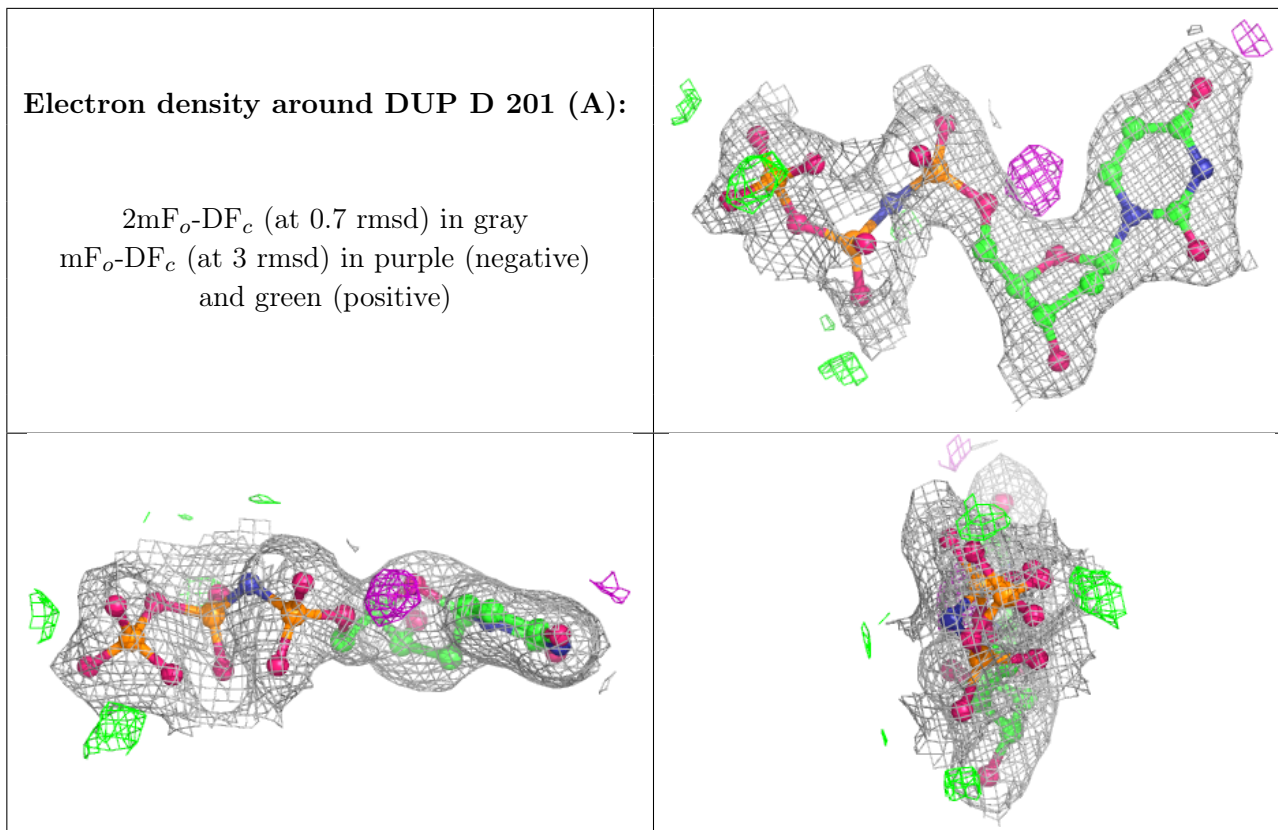 Electron density around DUP D 201 (A):
2mFo-DFc (at 0.7 rmsd) in gray
mFo-DFc (at 3 rmsd) in purple (negative)
and green (positive)